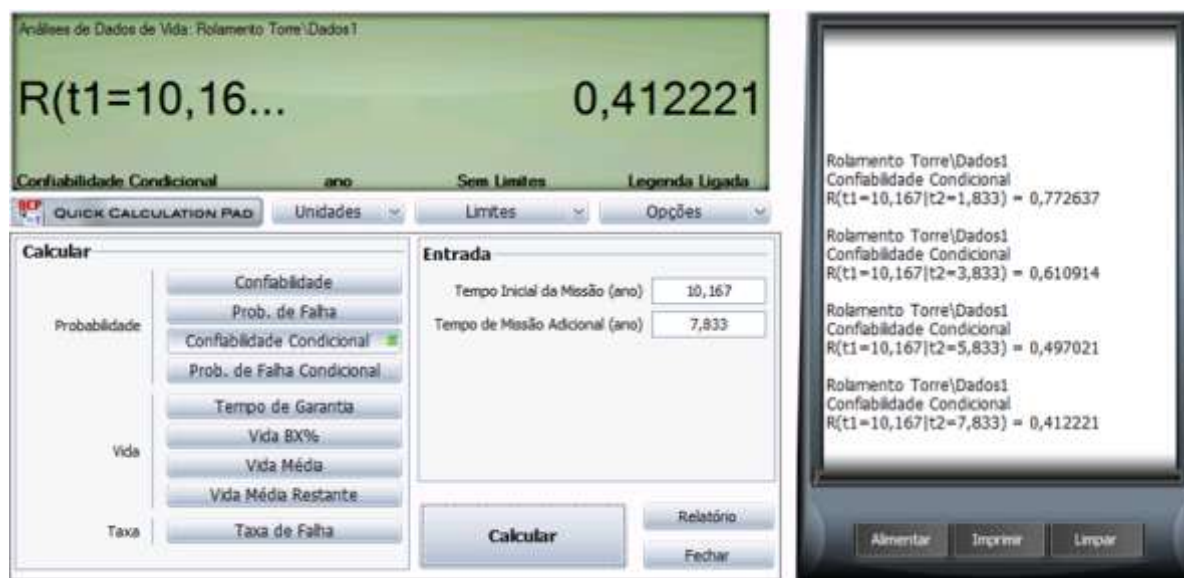 Análises de Dados de Vida: Rolamento Torre\Dados1
R(t1=10,16... 0,412221
Confiabilidade Condicional ano Sem Limites Legenda Ligada
QCP QUICK CALCULATION PAD Unidades Limites Opções
Calcular
Probabilidade
Confiabilidade
Prob. de Falha
Confiabilidade Condicional
Prob. de Falha Condicional
Vida
Tempo de Garantia
Vida BX%
Vida Média
Vida Média Restante
Taxa
Taxa de Falha
Entrada
Tempo Inicial da Missão (ano) 10,167
Tempo de Missão Adicional (ano) 7,833
Calcular
Relatório
Fechar
Rolamento Torre\Dados1
Confiabilidade Condicional
R(t1=10,167|t2=1,833) = 0,772637
Rolamento Torre\Dados1
Confiabilidade Condicional
R(t1=10,167|t2=3,833) = 0,610914
Rolamento Torre\Dados1
Confiabilidade Condicional
R(t1=10,167|t2=5,833) = 0,497021
Rolamento Torre\Dados1
Confiabilidade Condicional
R(t1=10,167|t2=7,833) = 0,412221
Alimentar Imprimir Limpar